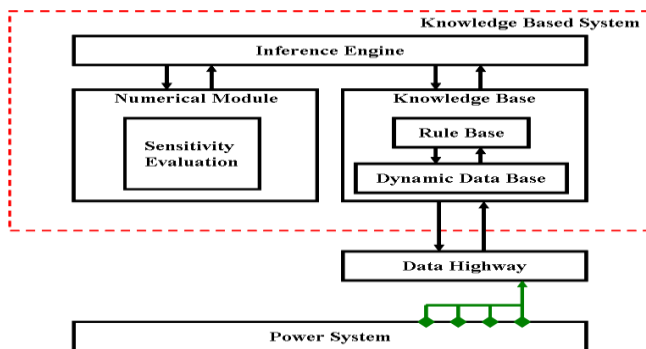 Knowledge Based System
Inference Engine
Numerical Module
Knowledge Base
Sensitivity
Evaluation
Rule Base
Dynamic Data Base
Data Highway
Power System